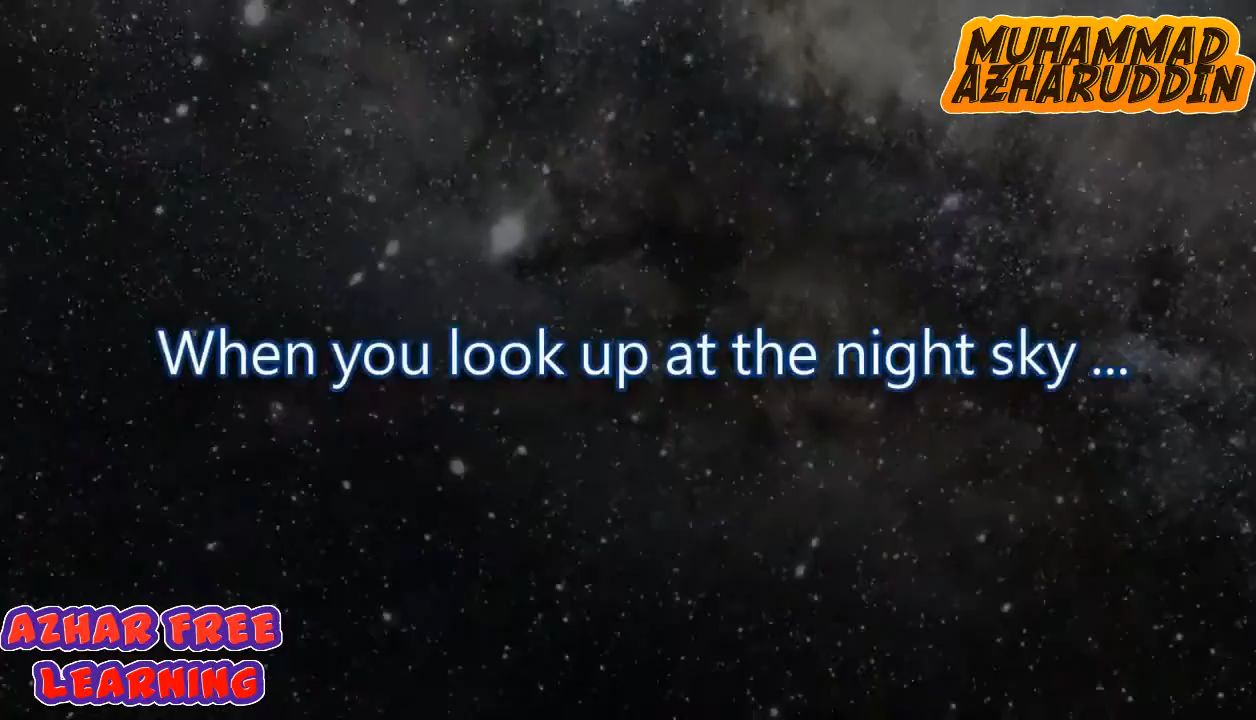 MUHAMMAD
AZHARUDDIN
When you look up at the night sky ...
AZHAR FREE
LEARNING